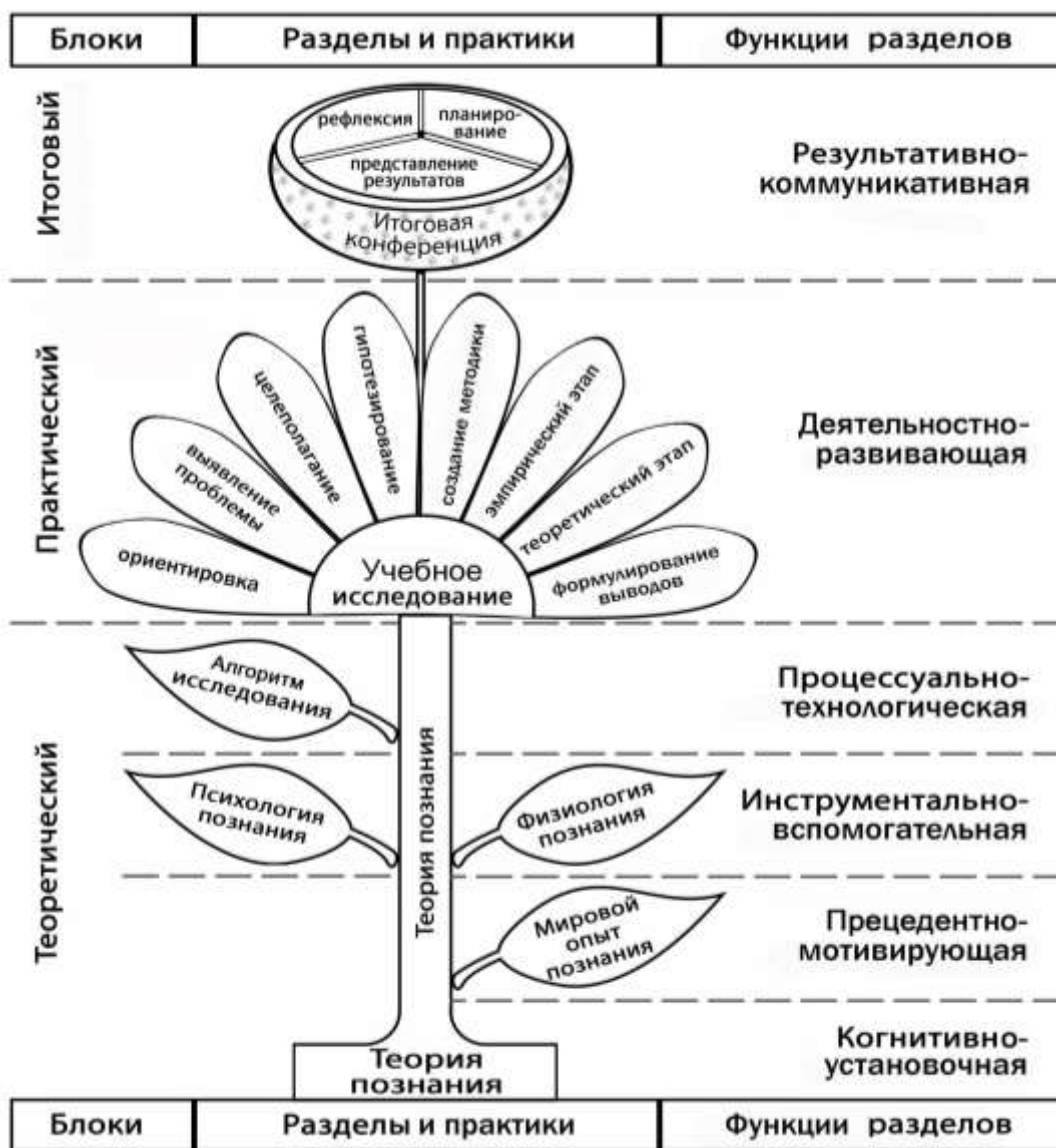 Блоки
Разделы и практики
Функции разделов
Итоговый
рефлексия
планиро-
вание
представление
результатов
Итоговая
конференция
Результативно-
коммуникативная
Практический
ориентировка
выявление
проблемы
целеполагание
гипотезирование
создание методики
эмпирический этап
теоретический этап
формулирование
выводов
Учебное
исследование
Деятельностно-
развивающая
Теоретический
Алгоритм
исследования
Процессуально-
технологическая
Психология
познания
Теория познания
Физиология
познания
Инструментально-
вспомогательная
Мировой
опыт
познания
Прецедентно-
мотивирующая
Теория
познания
Когнитивно-
установочная
Блоки
Разделы и практики
Функции разделов